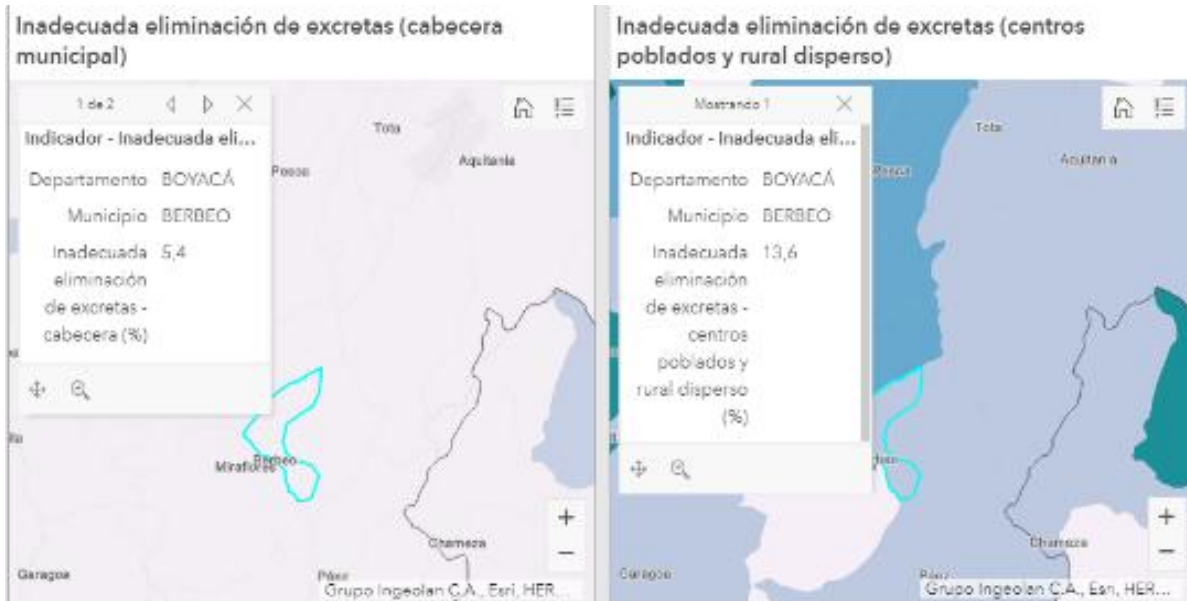 Inadecuada eliminación de excretas (cabecera
municipal)
1 de 2
Indicador - Inadecuada eli...
Departamento BOYACÁ
Municipio BERBEO
Inadecuada 5,4
eliminación
de excretas -
cabecera (%)
Tota
Aquitania
Pesca
Berbeo
Miraflores
Chameza
Garagoa
Páez
Grupo Ingeolan C.A., Esri, HER...
+
−
Inadecuada eliminación de excretas (centros
poblados y rural disperso)
Mostrando 1
Indicador - Inadecuada eli...
Departamento BOYACÁ
Municipio BERBEO
Inadecuada 13,6
eliminación
de excretas -
centros
poblados y
rural disperso
(%)
Tota
Aquitania
Pesca
Chameza
Garagoa
Páez
Grupo Ingeolan C.A., Esri, HER...
+
−